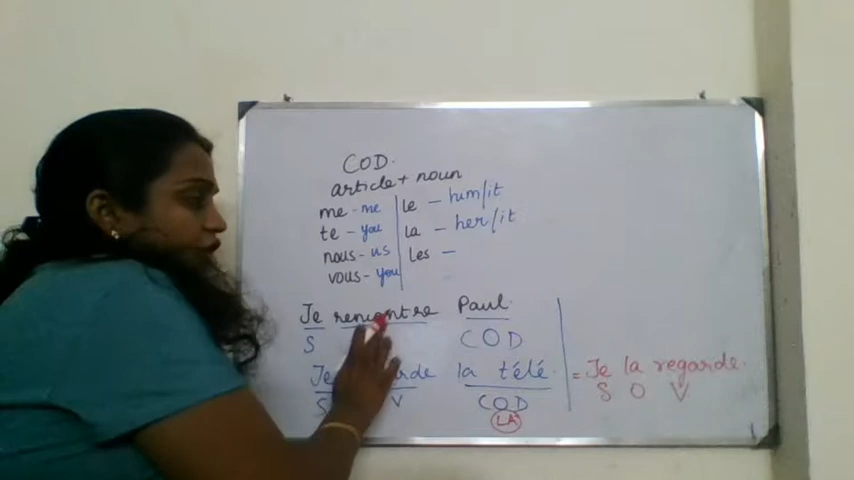 COD.
article + noun
me - me le - him/it
te - you la - her/it
nous - us les -
vous - you
Je rencontre Paul.
S COD
Je la télé = Je la regarde.
S V COD S O V
LA